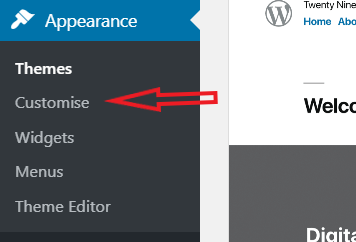 Appearance
Themes
Customise
Widgets
Menus
Theme Editor
Twenty Nine
Home Abo
Welco
Digita